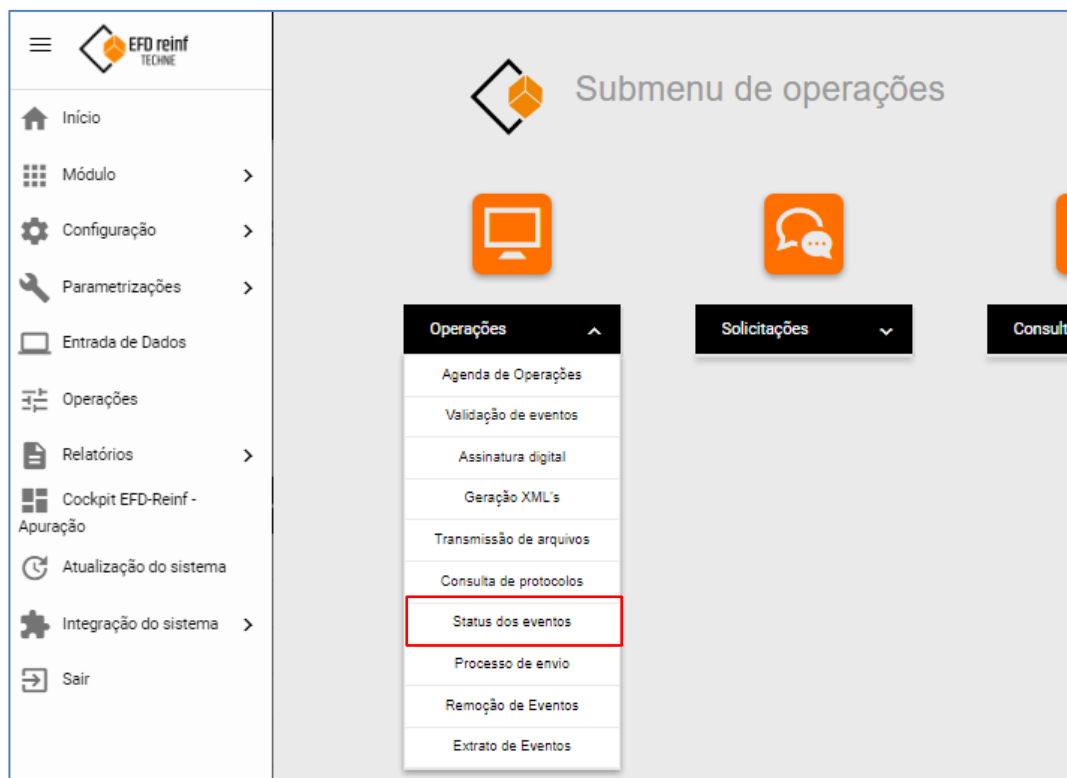 EFD reinf
TECHNE
Início
Módulo
Configuração
Parametrizações
Entrada de Dados
Operações
Relatórios
Cockpit EFD-Reinf -
Apuração
Atualização do sistema
Integração do sistema
Sair
Submenu de operações
Operações
Agenda de Operações
Validação de eventos
Assinatura digital
Geração XML's
Transmissão de arquivos
Consulta de protocolos
Status dos eventos
Processo de envio
Remoção de Eventos
Extrato de Eventos
Solicitações
Consult